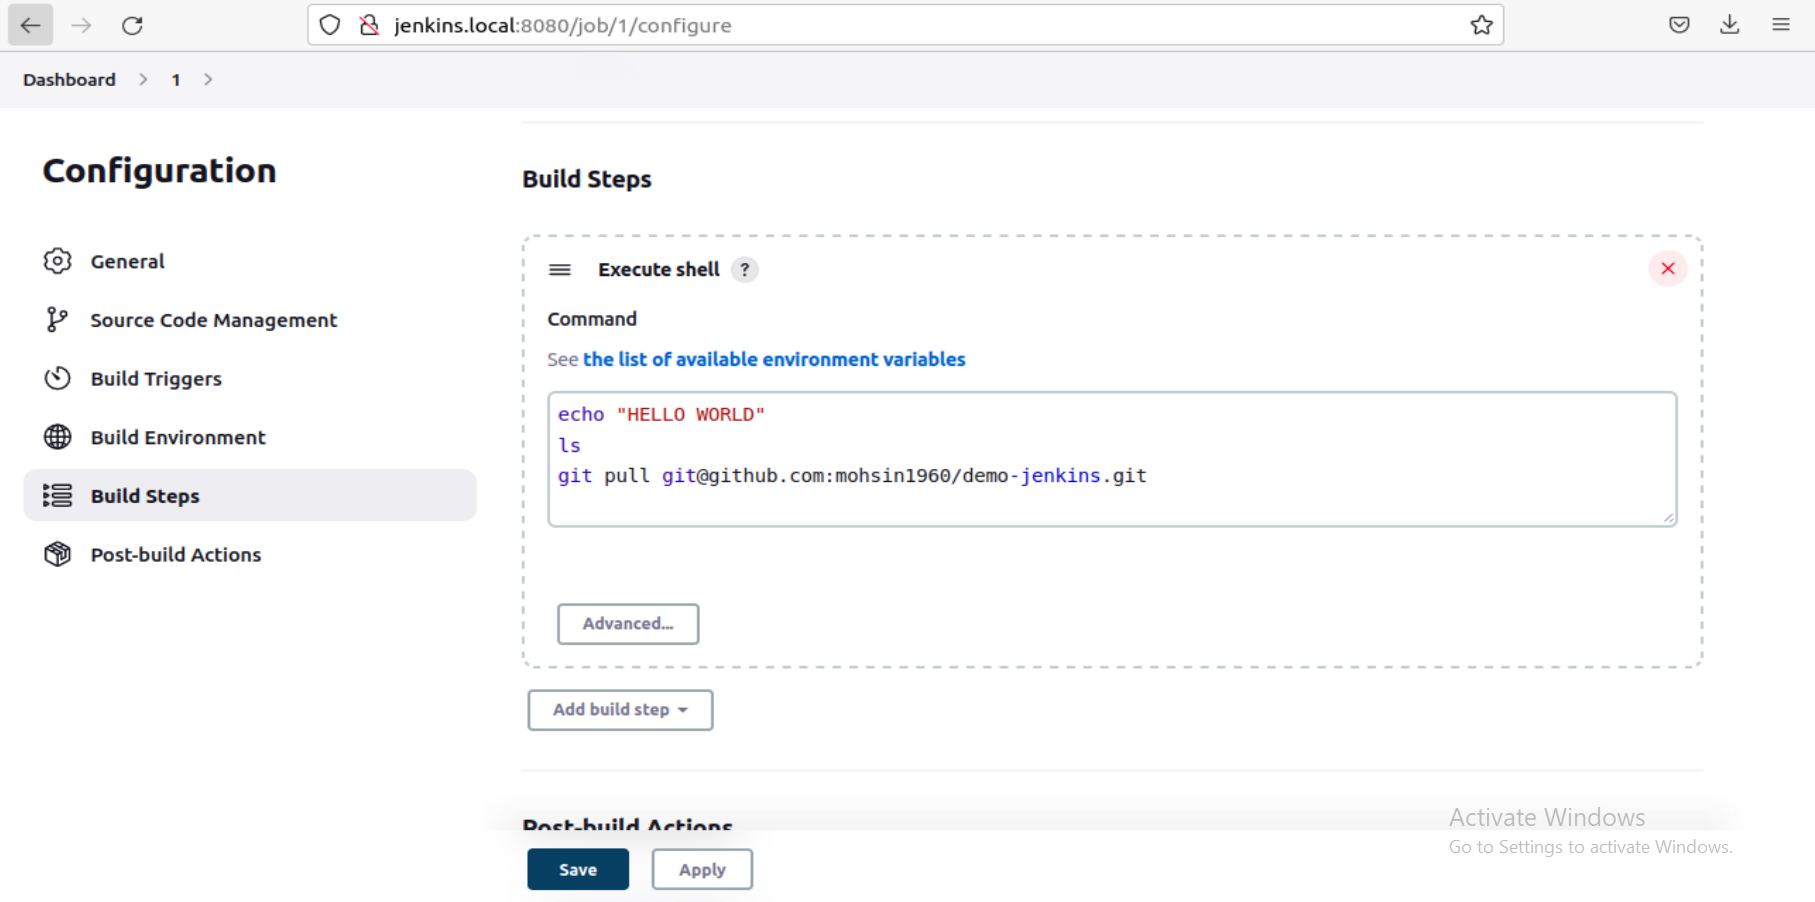 jenkins.local:8080/job/1/configure
Dashboard > 1 >
Configuration
General
Source Code Management
Build Triggers
Build Environment
Build Steps
Post-build Actions
Build Steps
Execute shell ?
Command
See the list of available environment variables
echo "HELLO WORLD"
ls
git pull git@github.com:mohsin1960/demo-jenkins.git
Advanced...
Add build step
Post-build Actions
Save
Apply
Activate Windows
Go to Settings to activate Windows.